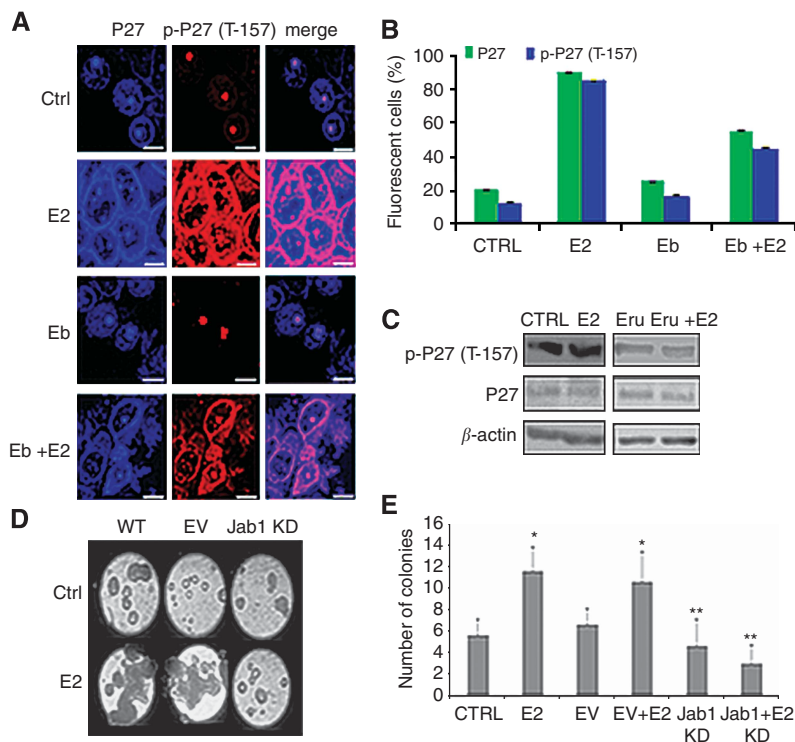 A
P27 p-P27 (T-157) merge
Ctrl
E2
Eb
Eb +E2
B
P27 p-P27 (T-157)
Fluorescent cells (%)
100
80
60
40
20
0
CTRL E2 Eb Eb +E2
C
CTRL E2 Eru Eru +E2
p-P27 (T-157)
P27
β-actin
D
WT EV Jab1 KD
Ctrl
E2
E
Number of colonies
16
14
12
10
8
6
4
2
0
* * ** **
CTRL E2 EV EV+E2 Jab1 Jab1+E2
KD KD